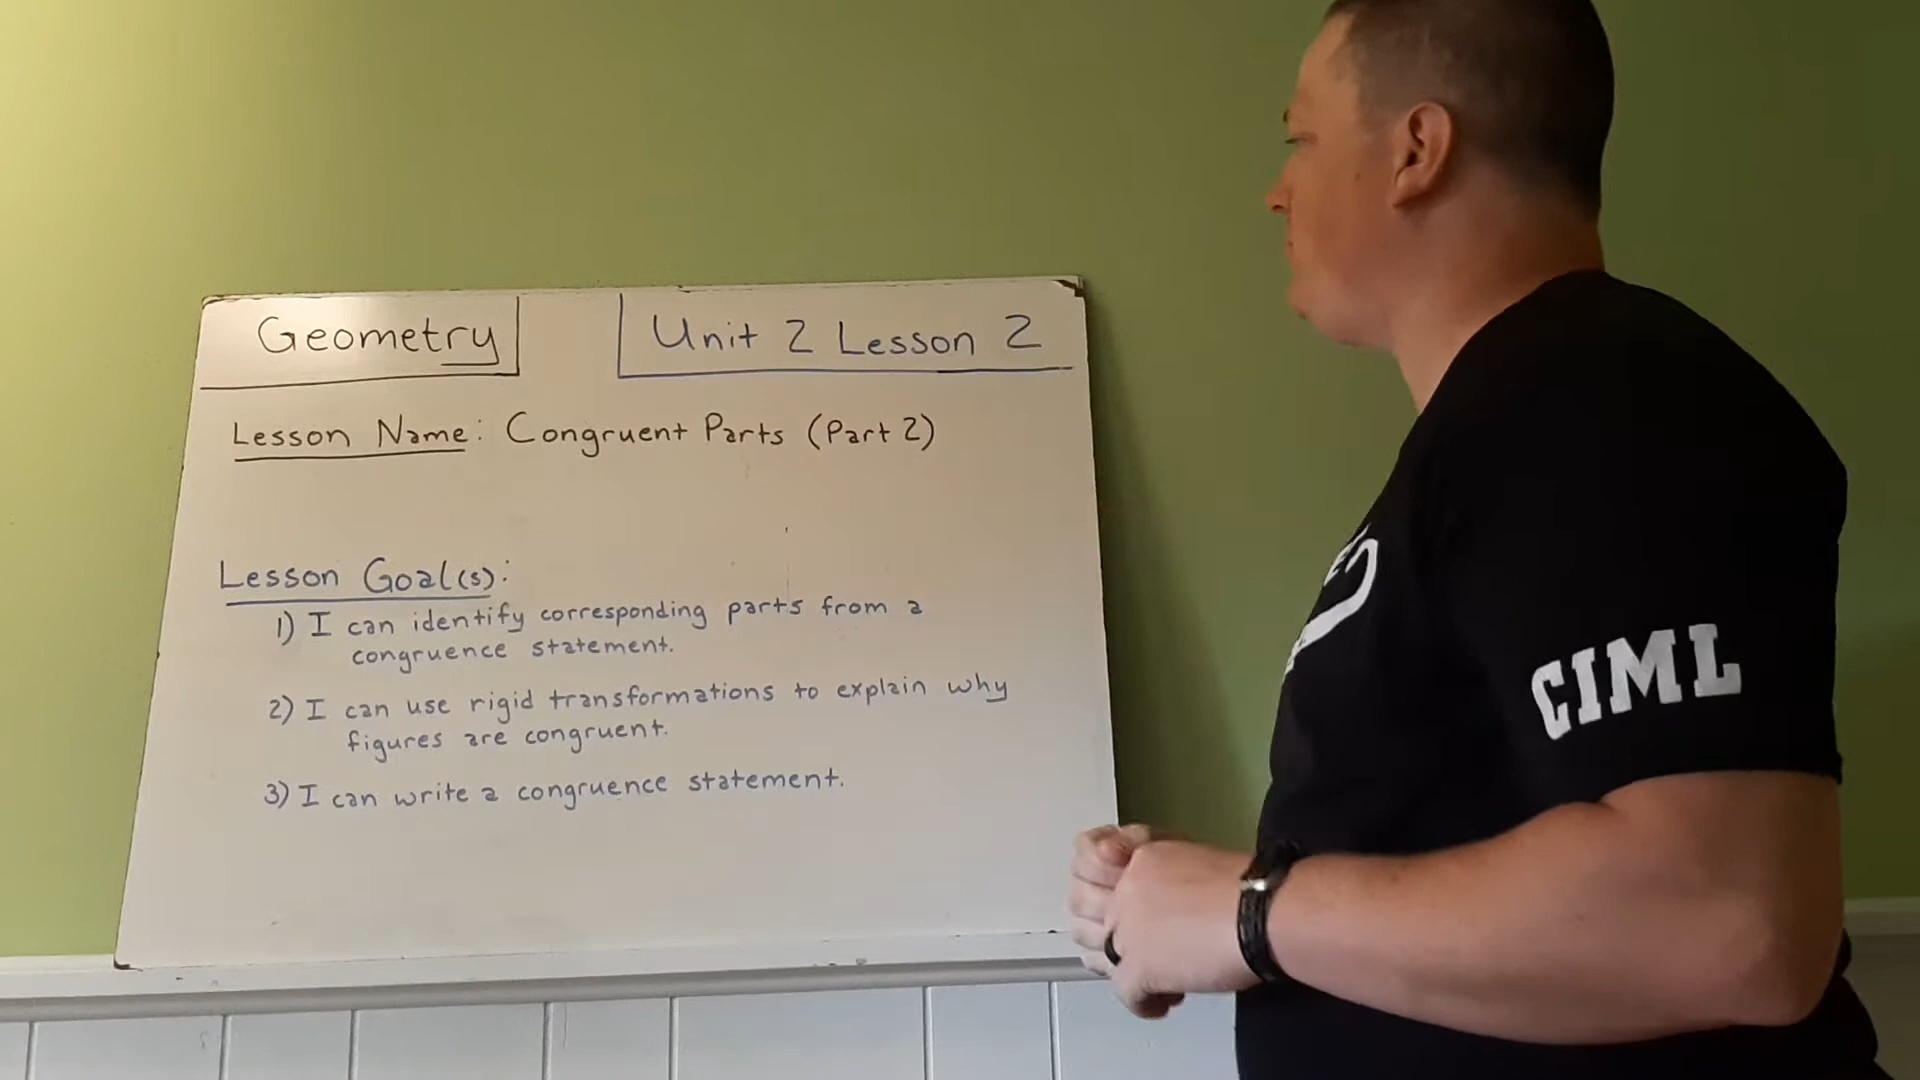 Geometry
Unit 2 Lesson 2
Lesson Name: Congruent Parts (Part 2)
Lesson Goal(s):
1) I can identify corresponding parts from a
congruence statement.
2) I can use rigid transformations to explain why
figures are congruent.
3) I can write a congruence statement.
CIML